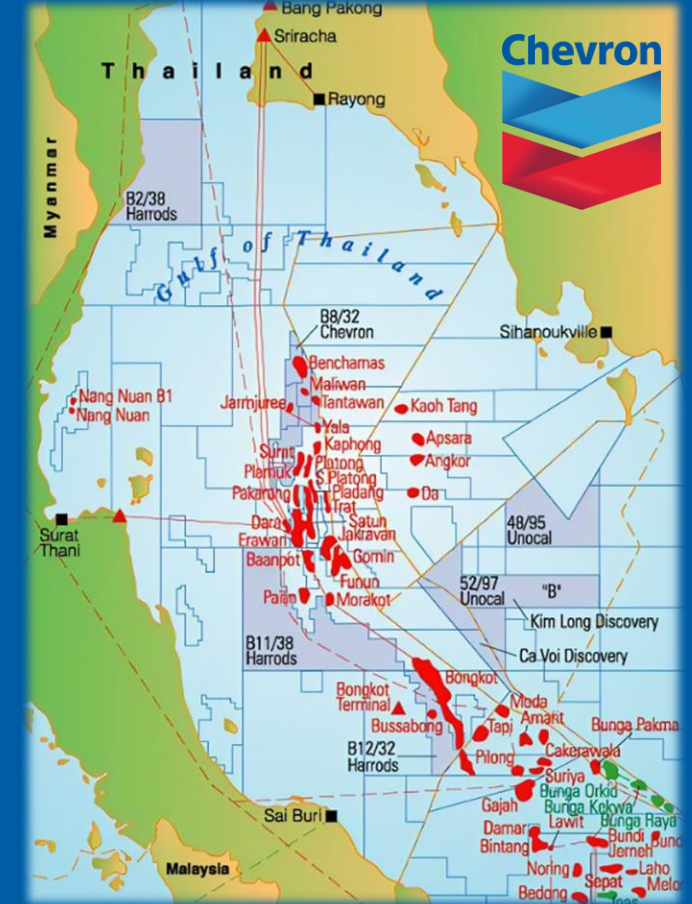 Bang Pakong
Sriracha
Thailand
Rayong
Chevron
Myanmar
B2/38
Harrods
Gulf of Thailand
B8/32
Chevron
Sihanoukville
Benchamas
Maliwan
Jarmjuree
Tantawan
Nang Nuan B1
Nang Nuan
Kaoh Tang
Yala
Kaphong
Apsara
Surat
Platong
Angkor
Plamuk
S.Platong
Pakarong
Pladang
Da
Trat
Dara
Satun
Surat
Thani
Erawan
Jakravan
48/95
Unocal
Baanpot
Gomin
Funun
52/97
Unocal
"B"
Pailin
Morakot
Kim Long Discovery
B11/38
Harrods
Ca Voi Discovery
Bongkot
Bongkot
Terminal
Moda
Amarit
Bussabong
Tapi
Bunga Pakma
B12/32
Harrods
Pilong
Cakerawala
Suriya
Bunga Orkid
Gajah
Bunga Kekwa
Sai Buri
Lawit
Bunga Raya
Damar
Bintang
Bundi
Jerneh
Malaysia
Noring
Laho
Sepat
Bedong